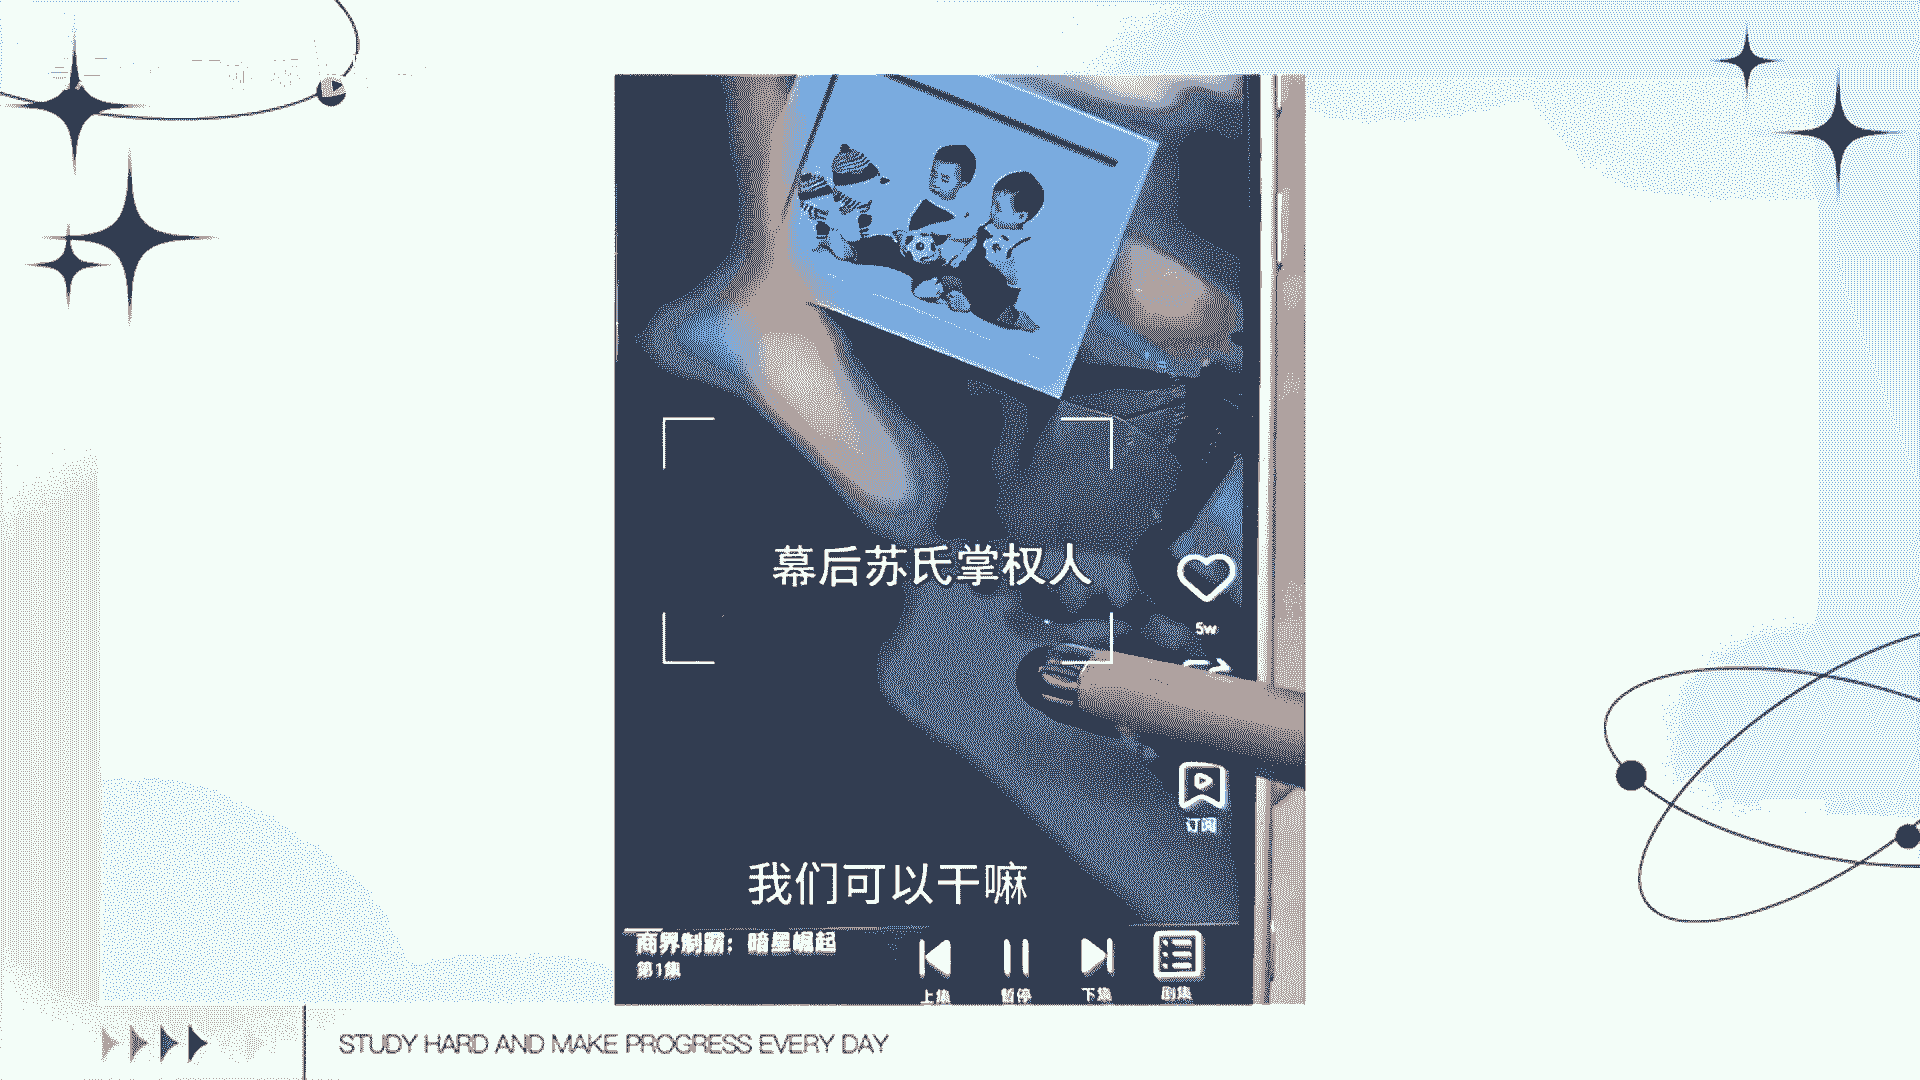 幕后苏氏掌权人
5w
订阅
我们可以干嘛
商界制霸：暗星崛起
第1集
上集
暂停
下集
剧集
STUDY HARD AND MAKE PROGRESS EVERY DAY